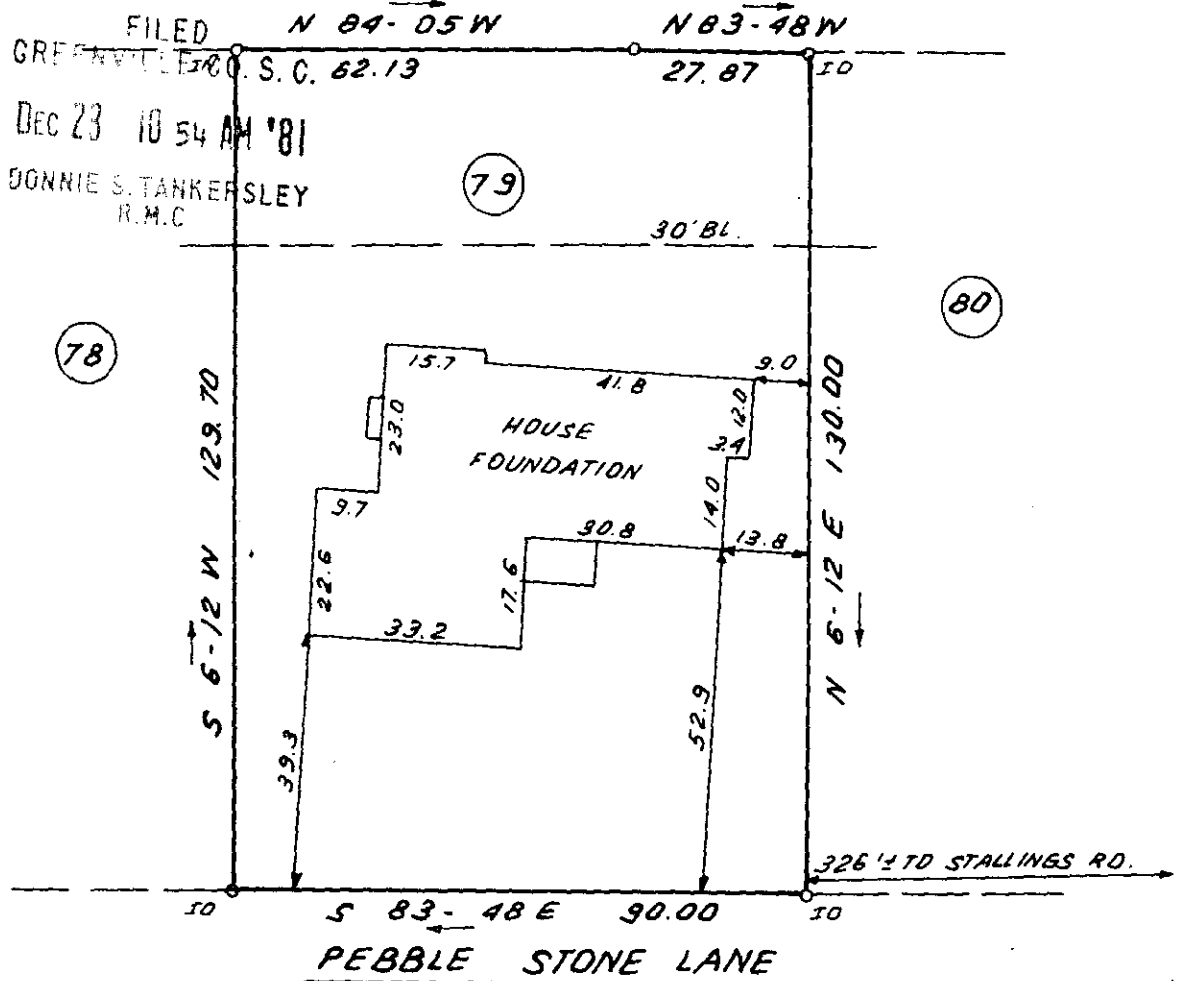 FILED
GREENVILLE CO. S. C.
DEC 23 10 54 AM '81
DONNIE S. TANKERSLEY
R.M.C
N 84-05 W
N 83-48 W
62.13
27.87
IO
79
30' BL.
78
80
S 6-12 W 129.70
N 6-12 E 130.00
15.7
41.8
9.0
12.0
23.0
3.4
HOUSE
FOUNDATION
14.0
9.7
30.8
13.8
22.6
17.6
33.2
39.3
52.9
326'± TO STALLINGS RD.
IO
S 83-48 E 90.00
IO
PEBBLE STONE LANE